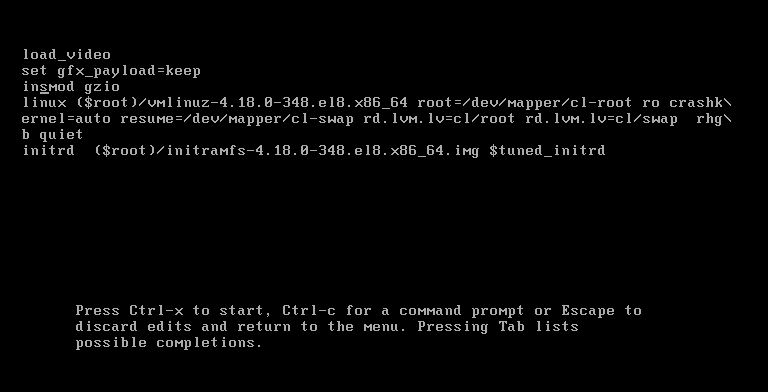 load_video
set gfx_payload=keep
insmod gzio
linux ($root)/vmlinuz-4.18.0-348.el8.x86_64 root=/dev/mapper/cl-root ro crashk\
ernel=auto resume=/dev/mapper/cl-swap rd.lvm.lv=cl/root rd.lvm.lv=cl/swap  rhg\
b quiet
initrd  ($root)/initramfs-4.18.0-348.el8.x86_64.img $tuned_initrd
Press Ctrl-x to start, Ctrl-c for a command prompt or Escape to
discard edits and return to the menu. Pressing Tab lists
possible completions.